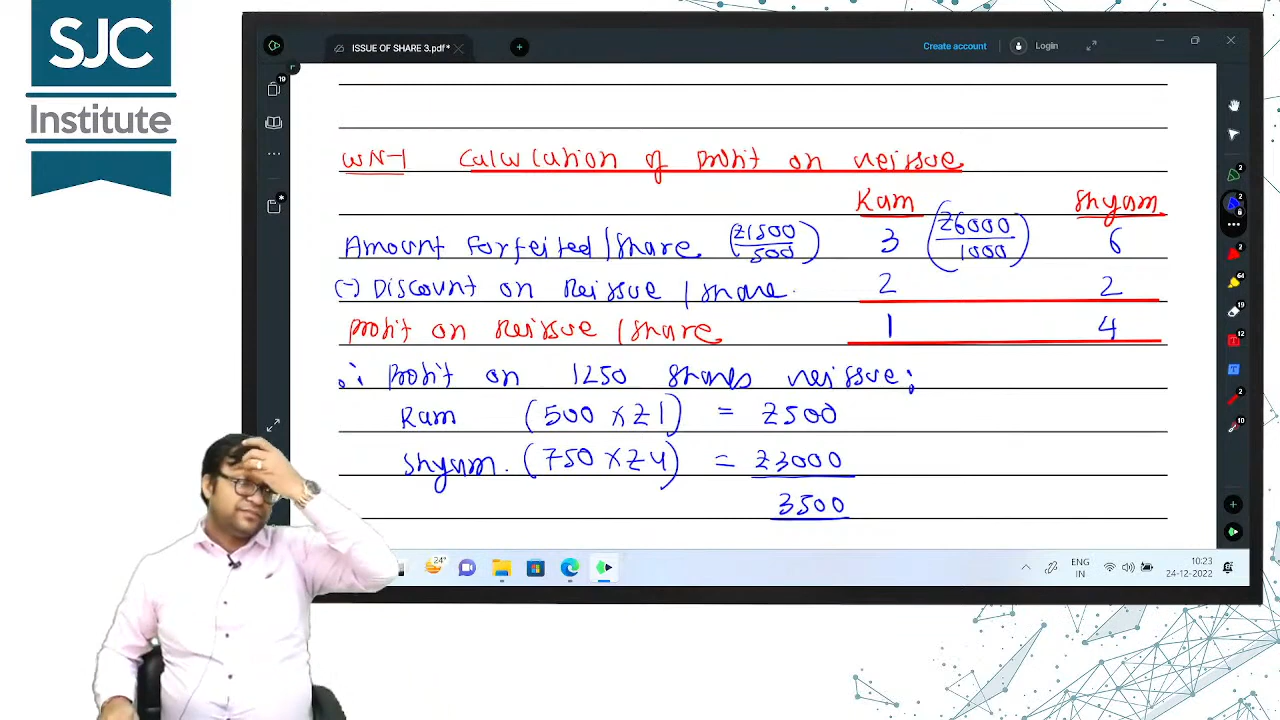 SJC
Institute
ISSUE OF SHARE 3.pdf*
Create account
Login
WN-1 Calculation of Profit on reissue
Ram Shyam
Amount Forfeited/Share (₹1500/500) 3 (₹6000/1000) 6
(-) Discount on Reissue/share. 2 2
Profit on Reissue/share 1 4
∴ Profit on 1250 shares reissue:
Ram (500 × ₹1) = ₹500
Shyam. (750 × ₹4) = ₹3000
3500
24°
ENG
IN
10:23
24-12-2022